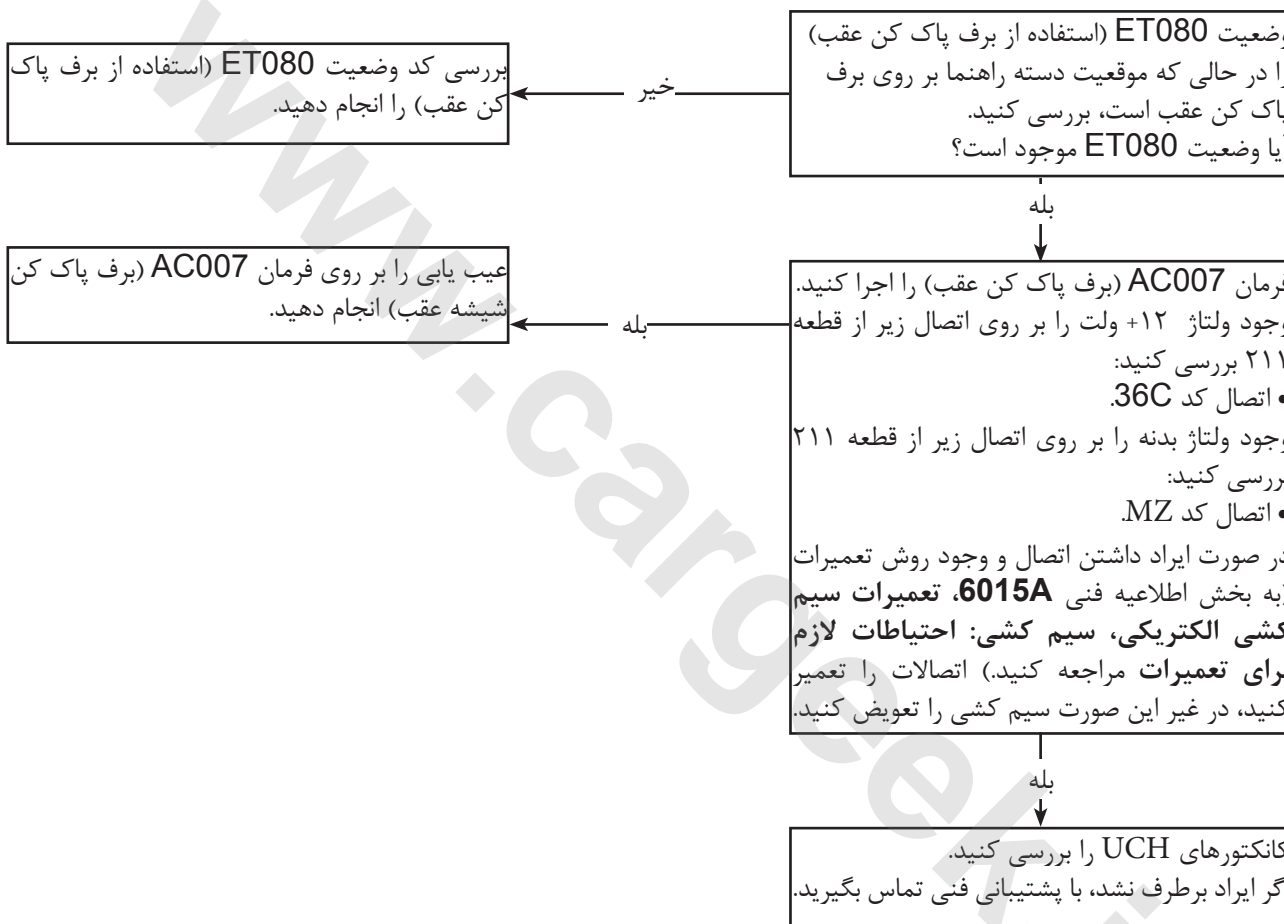 وضعیت ET080 (استفاده از برف پاک کن عقب)
را در حالی که موقعیت دسته راهنما بر روی برف
پاک کن عقب است، بررسی کنید.
آیا وضعیت ET080 موجود است؟
خیر
بررسی کد وضعیت ET080 (استفاده از برف پاک
کن عقب) را انجام دهید.
بله
فرمان AC007 (برف پاک کن عقب) را اجرا کنید.
وجود ولتاژ ۱۲+ ولت را بر روی اتصال زیر از قطعه
۲۱۱ بررسی کنید:
• اتصال کد 36C.
وجود ولتاژ بدنه را بر روی اتصال زیر از قطعه ۲۱۱
بررسی کنید:
• اتصال کد MZ.
در صورت ایراد داشتن اتصال و وجود روش تعمیرات
(به بخش اطلاعیه فنی 6015A، تعمیرات سیم
کشی الکتریکی، سیم کشی: احتیاطات لازم
برای تعمیرات مراجعه کنید.) اتصالات را تعمیر
کنید، در غیر این صورت سیم کشی را تعویض کنید.
بله
عیب یابی را بر روی فرمان AC007 (برف پاک کن
شیشه عقب) انجام دهید.
بله
کانکتورهای UCH را بررسی کنید.
اگر ایراد برطرف نشد، با پشتیبانی فنی تماس بگیرید.
www.cargeek.i